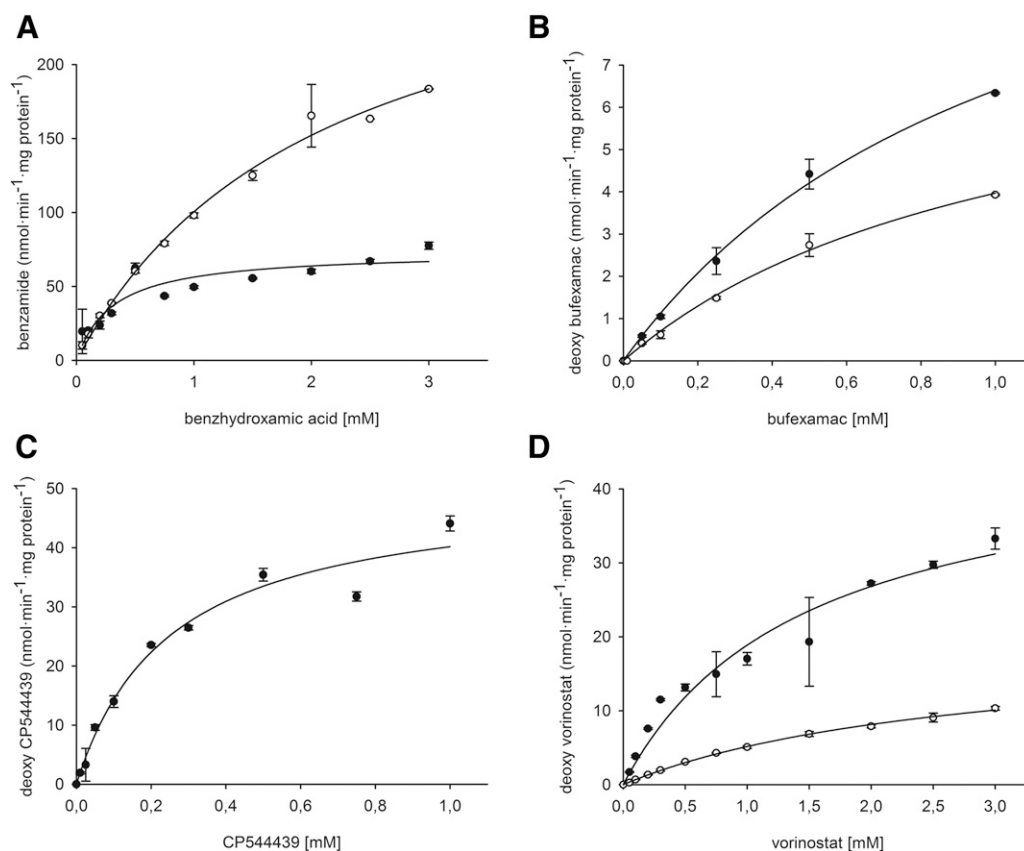 A
benzamide (nmol·min⁻¹·mg protein⁻¹)
200
150
100
50
0
0 1 2 3
benzhydroxamic acid [mM]
B
deoxy bufexamac (nmol·min⁻¹·mg protein⁻¹)
7
6
5
4
3
2
1
0
0,0 0,2 0,4 0,6 0,8 1,0
bufexamac [mM]
C
deoxy CP544439 (nmol·min⁻¹·mg protein⁻¹)
50
40
30
20
10
0
0,0 0,2 0,4 0,6 0,8 1,0
CP544439 [mM]
D
deoxy vorinostat (nmol·min⁻¹·mg protein⁻¹)
40
30
20
10
0
0,0 0,5 1,0 1,5 2,0 2,5 3,0
vorinostat [mM]